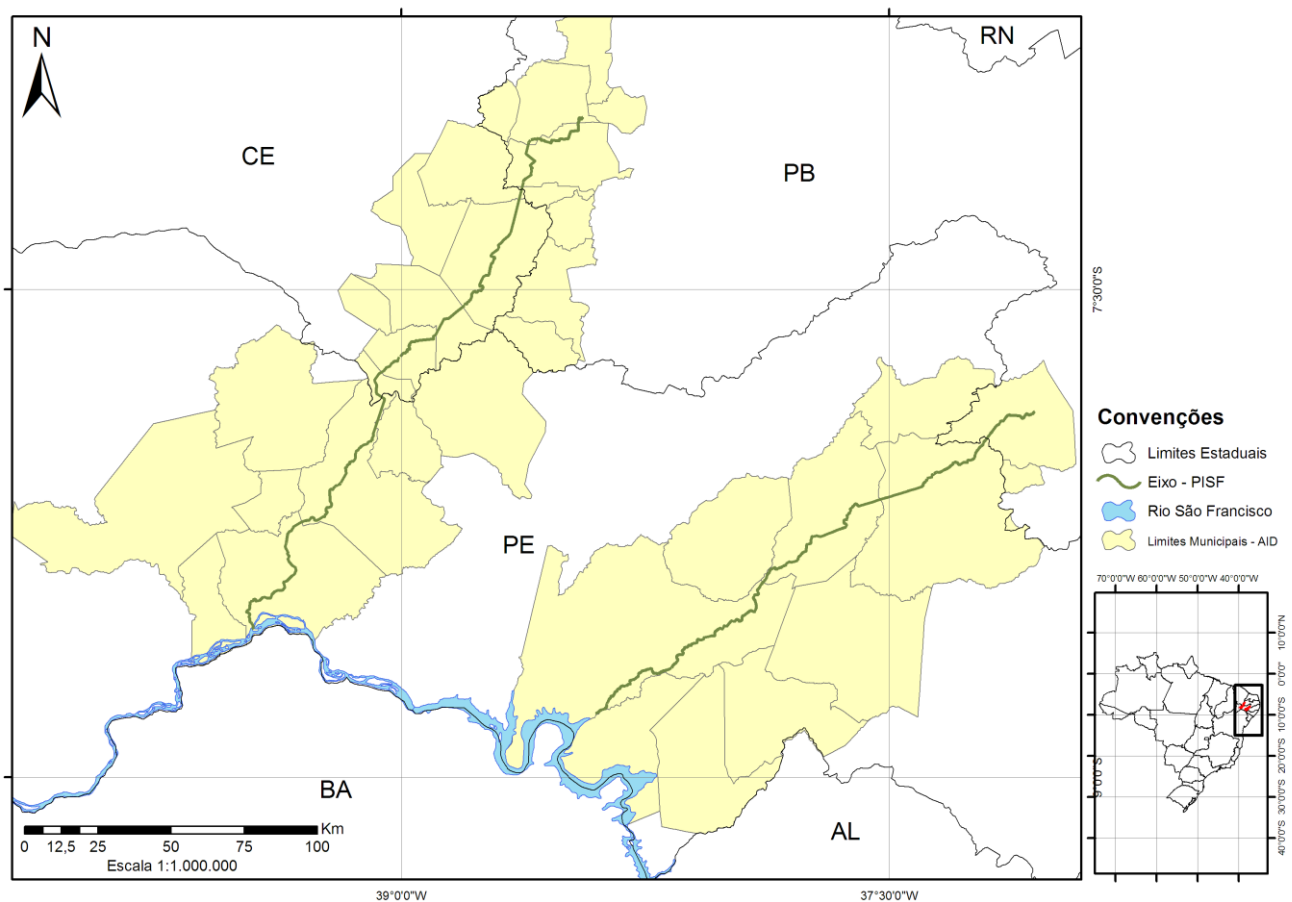 N
RN
CE
PB
PE
BA
AL
Km
0 12,5 25 50 75 100
Escala 1:1.000.000
39°0'0"W
37°30'0"W
7°30'0"S
9°0'0"S
Convenções
Limites Estaduais
Eixo - PISF
Rio São Francisco
Limites Municipais - AID
70°0'0"W 60°0'0"W 50°0'0"W 40°0'0"W
10°0'0"N
0°0'0"
10°0'0"S
20°0'0"S
30°0'0"S
40°0'0"S